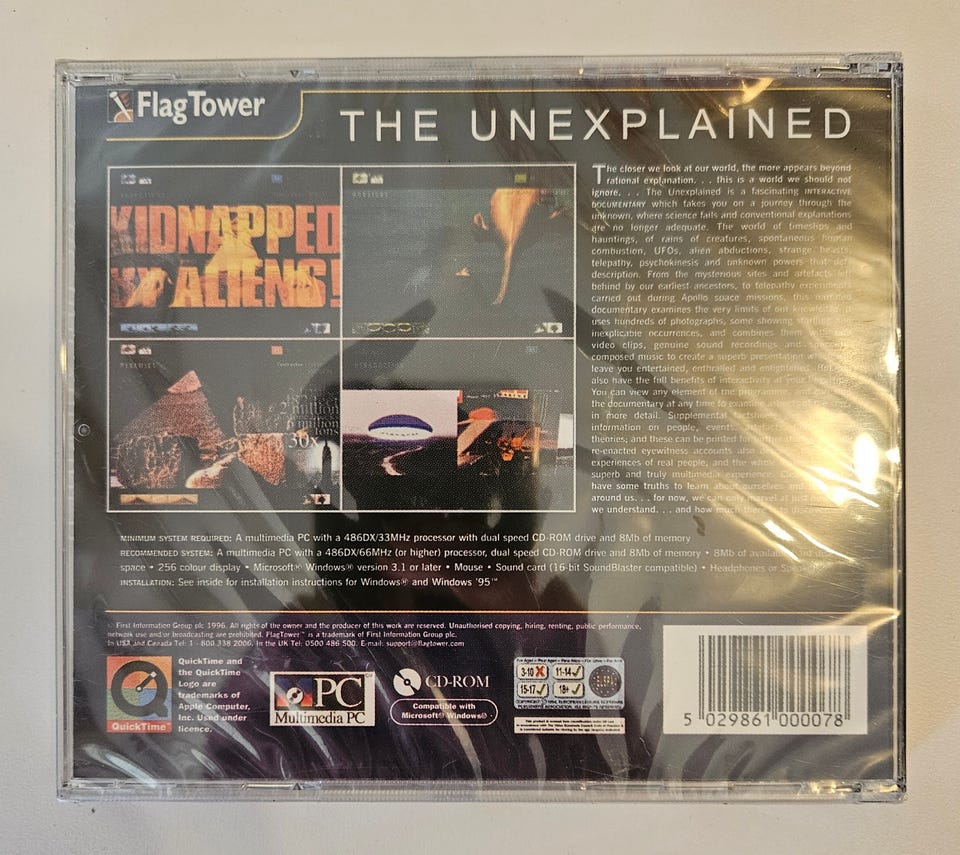 FlagTower
THE UNEXPLAINED
KIDNAPPED
BY ALIENS!
2 million
6 million
tons
30x
The closer we look at our world, the more appears beyond
rational explanation. . . this is a world we should not
ignore. . . The Unexplained is a fascinating INTERACTIVE
DOCUMENTARY which takes you on a journey through the
unknown, where science fails and conventional explanations
are no longer adequate. The world of timeslips and
hauntings, of rains of creatures, spontaneous human
combustion, UFOs, alien abductions, strange beasts,
telepathy, psychokinesis and unknown powers that defy
description. From the mysterious sites and artefacts left
behind by our earliest ancestors, to telepathy experiments
carried out during Apollo space missions, this
documentary examines the very limits of our knowledge. It
uses hundreds of photographs, some showing
inexplicable occurrences, and combines them
video clips, genuine sound recordings and
composed music to create a superb presentation
leave you entertained, enthralled and enlightened.
also have the full benefits of interactivity at your
You can view any element of the programme,
the documentary at any time to examine
in more detail. Supplemental
information on people, events,
theories; and these can be printed for
re-enacted eyewitness accounts also
experiences of real people, and the whole
superb and truly multimedia experience.
have some truths to learn about ourselves and
around us. . . for now, we can only marvel at just
we understand. . . and how much there is to
MINIMUM SYSTEM REQUIRED: A multimedia PC with a 486DX/33MHz processor with dual speed CD-ROM drive and 8Mb of memory
RECOMMENDED SYSTEM: A multimedia PC with a 486DX/66MHz (or higher) processor, dual speed CD-ROM drive and 8Mb of memory • 8Mb of
space • 256 colour display • Microsoft® Windows® version 3.1 or later • Mouse • Sound card (16-bit SoundBlaster compatible) • Headphones or
INSTALLATION: See inside for installation instructions for Windows® and Windows '95™
© First Information Group plc 1996. All rights of the owner and the producer of this work are reserved. Unauthorised copying, hiring, renting, public performance,
network use and/or broadcasting are prohibited. FlagTower™ is a trademark of First Information Group plc.
In USA and Canada Tel: 1 - 800 338 2006. In the UK Tel: 0500 486 500. E-mail: support@flagtower.com
QuickTime
QuickTime and
the QuickTime
Logo are
trademarks of
Apple Computer,
Inc. Used under
licence.
MPC
Multimedia PC
CD-ROM
Compatible with
Microsoft® Windows®
3-10 11-14
15-17 18+
5 029861 000078